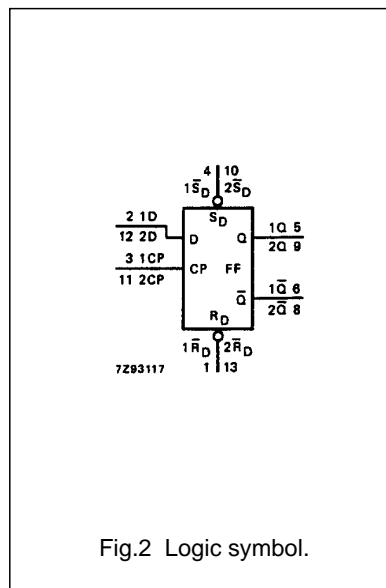 4 10
1S̅D 2S̅D
SD
2 1D
12 2D
D
Q
1Q 5
2Q 9
3 1CP
11 2CP
CP FF
Q̅
1Q̅ 6
2Q̅ 8
RD
1R̅D 2R̅D
1 13
7Z93117
Fig.2 Logic symbol.